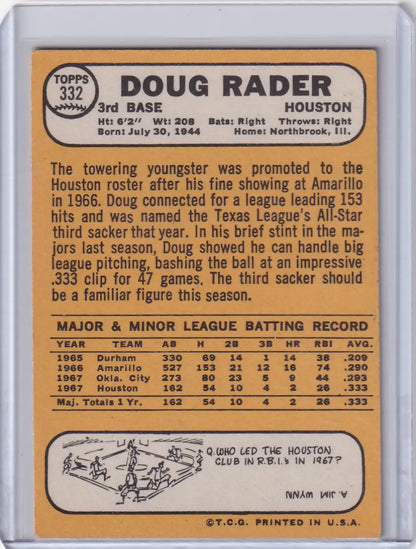 TOPPS
332
DOUG RADER
3rd BASE HOUSTON
Ht: 6'2" Wt: 208 Bats: Right Throws: Right
Born: July 30, 1944 Home: Northbrook, Ill.
The towering youngster was promoted to the
Houston roster after his fine showing at Amarillo
in 1966. Doug connected for a league leading 153
hits and was named the Texas League's All-Star
third sacker that year. In his brief stint in the ma-
jors last season, Doug showed he can handle big
league pitching, bashing the ball at an impressive
.333 clip for 47 games. The third sacker should
be a familiar figure this season.
MAJOR & MINOR LEAGUE BATTING RECORD
YEAR TEAM AB H 2B 3B HR RBI AVG.
1965 Durham 330 69 14 1 14 38 .209
1966 Amarillo 527 153 21 12 16 74 .290
1967 Okla. City 273 80 23 5 9 44 .293
1967 Houston 162 54 10 4 2 26 .333
Maj. Totals 1 Yr. 162 54 10 4 2 26 .333
Q. WHO LED THE HOUSTON
CLUB IN R.B.I.'s IN 1967?
A. JIM WYNN
©T.C.G. PRINTED IN U.S.A.